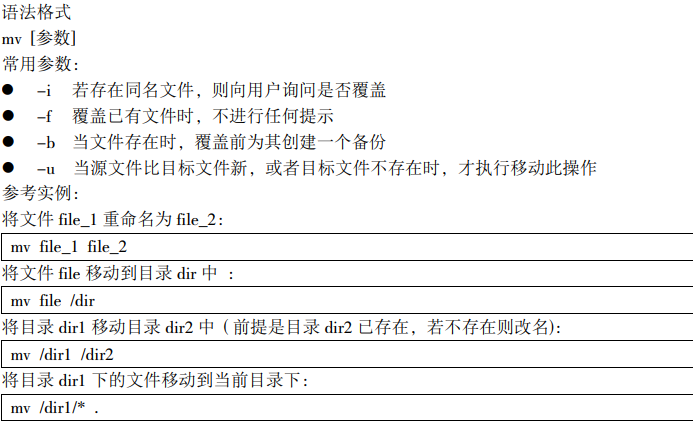 语法格式
mv [参数]
常用参数：
● -i 若存在同名文件，则向用户询问是否覆盖
● -f 覆盖已有文件时，不进行任何提示
● -b 当文件存在时，覆盖前为其创建一个备份
● -u 当源文件比目标文件新，或者目标文件不存在时，才执行移动此操作
参考实例：
将文件 file_1 重命名为 file_2：
mv file_1 file_2
将文件 file 移动到目录 dir 中 ：
mv file /dir
将目录 dir1 移动目录 dir2 中（前提是目录 dir2 已存在，若不存在则改名）：
mv /dir1 /dir2
将目录 dir1 下的文件移动到当前目录下：
mv /dir1/* .